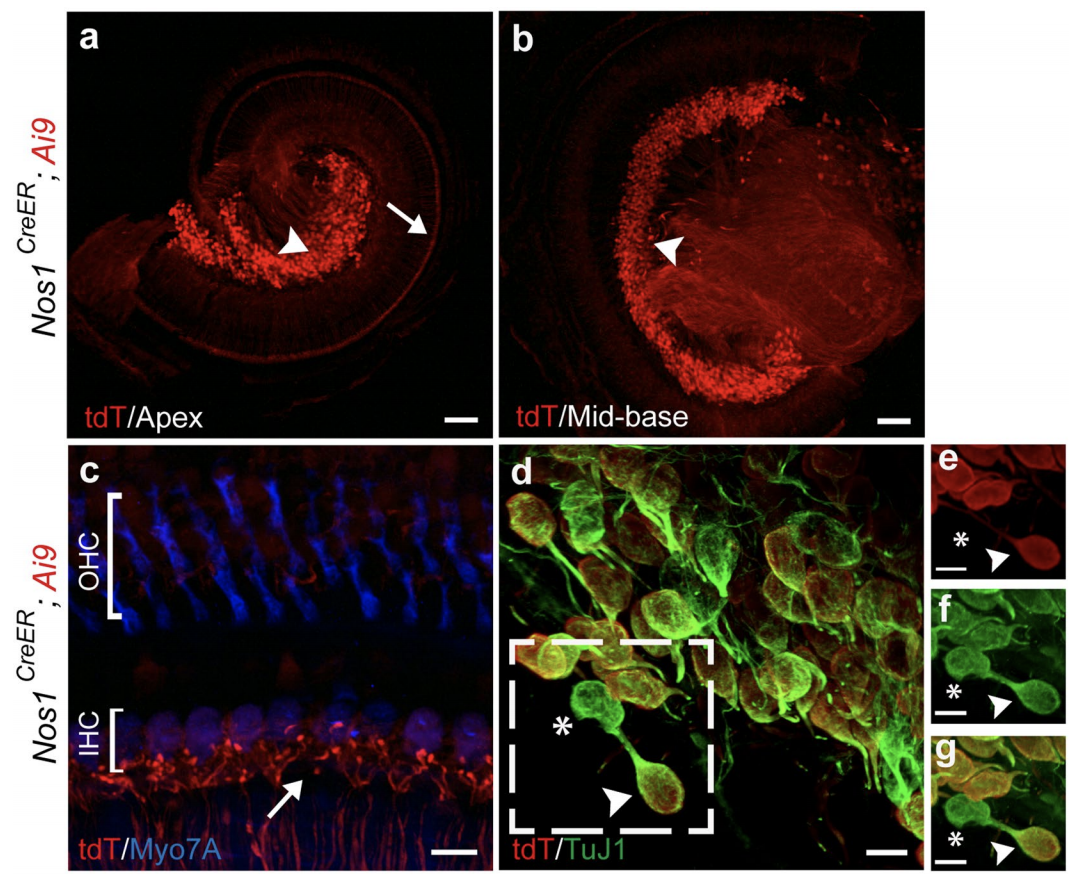 a
b
Nos1 CreER; Ai9
tdT/Apex
tdT/Mid-base
c
d
e
OHC
*
f
Nos1 CreER; Ai9
IHC
*
*
g
*
tdT/Myo7A
tdT/TuJ1